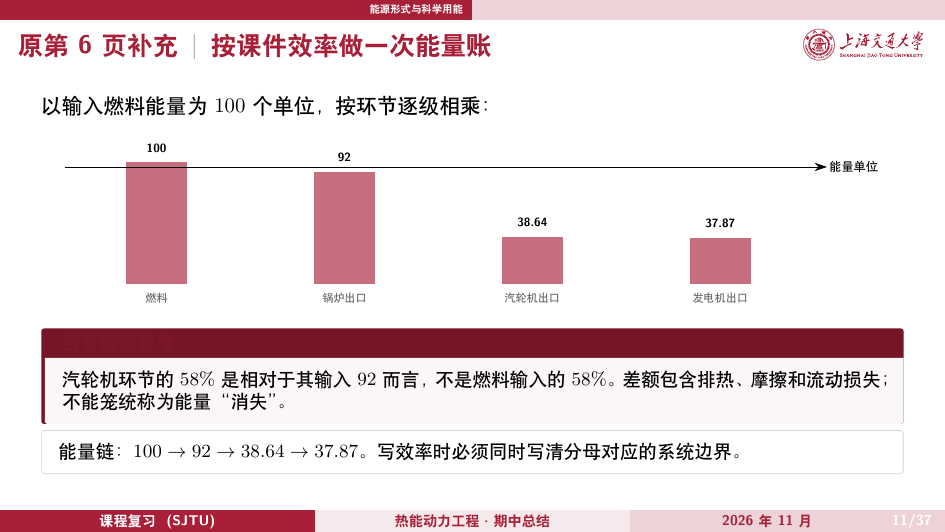 能源形式与科学用能
原第 6 页补充 | 按课件效率做一次能量账
上海交通大学
SHANGHAI JIAO TONG UNIVERSITY
以输入燃料能量为 100 个单位，按环节逐级相乘：
100
92
能量单位
38.64
37.87
燃料
锅炉出口
汽轮机出口
发电机出口
百分数的基准
汽轮机环节的 58% 是相对于其输入 92 而言，不是燃料输入的 58%。差额包含排热、摩擦和流动损失；
不能笼统称为能量“消失”。
能量链：100 → 92 → 38.64 → 37.87。写效率时必须同时写清分母对应的系统边界。
课程复习 (SJTU)
热能动力工程 · 期中总结
2026 年 11 月
11/37